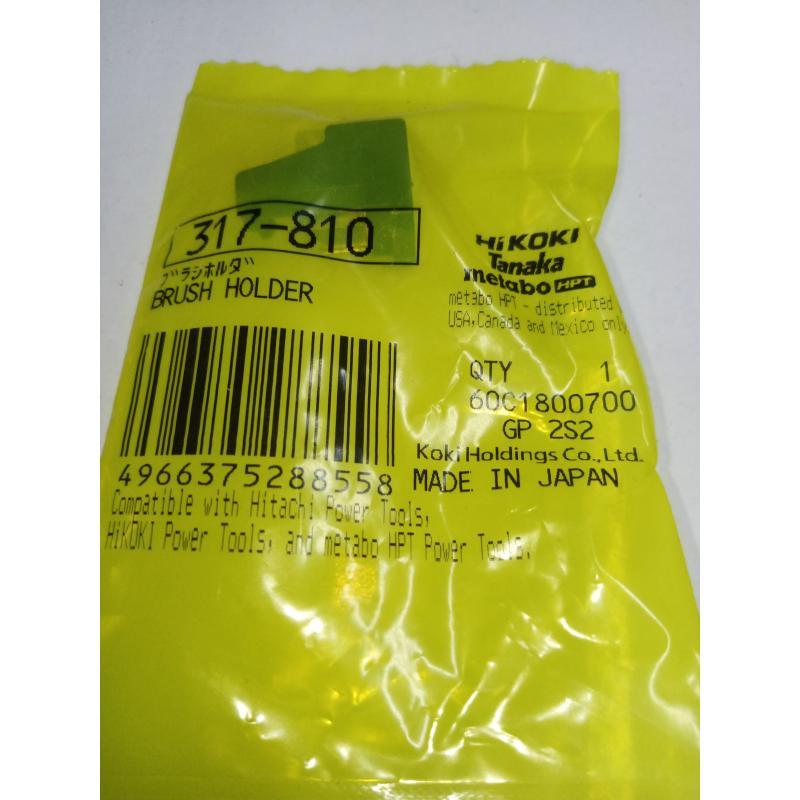 317-810
ブラシホルダ
BRUSH HOLDER
HiKOKI
Tanaka
metabo HPT
metabo HPT - distributed
USA,Canada and Mexico only
QTY 1
60C1800700
GP 2S2
Koki Holdings Co.,Ltd.
4966375288558
MADE IN JAPAN
Compatible with Hitachi Power Tools,
HiKOKI Power Tools, and metabo HPT Power Tools.